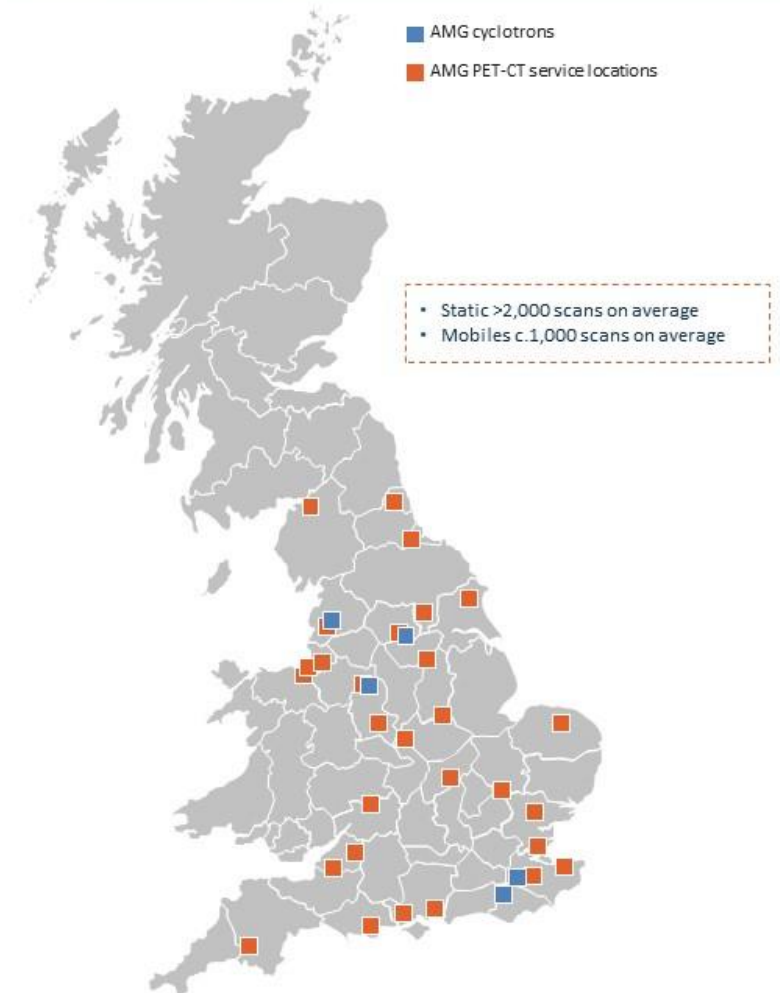 AMG cyclotrons
AMG PET-CT service locations
• Static >2,000 scans on average
• Mobiles c.1,000 scans on average